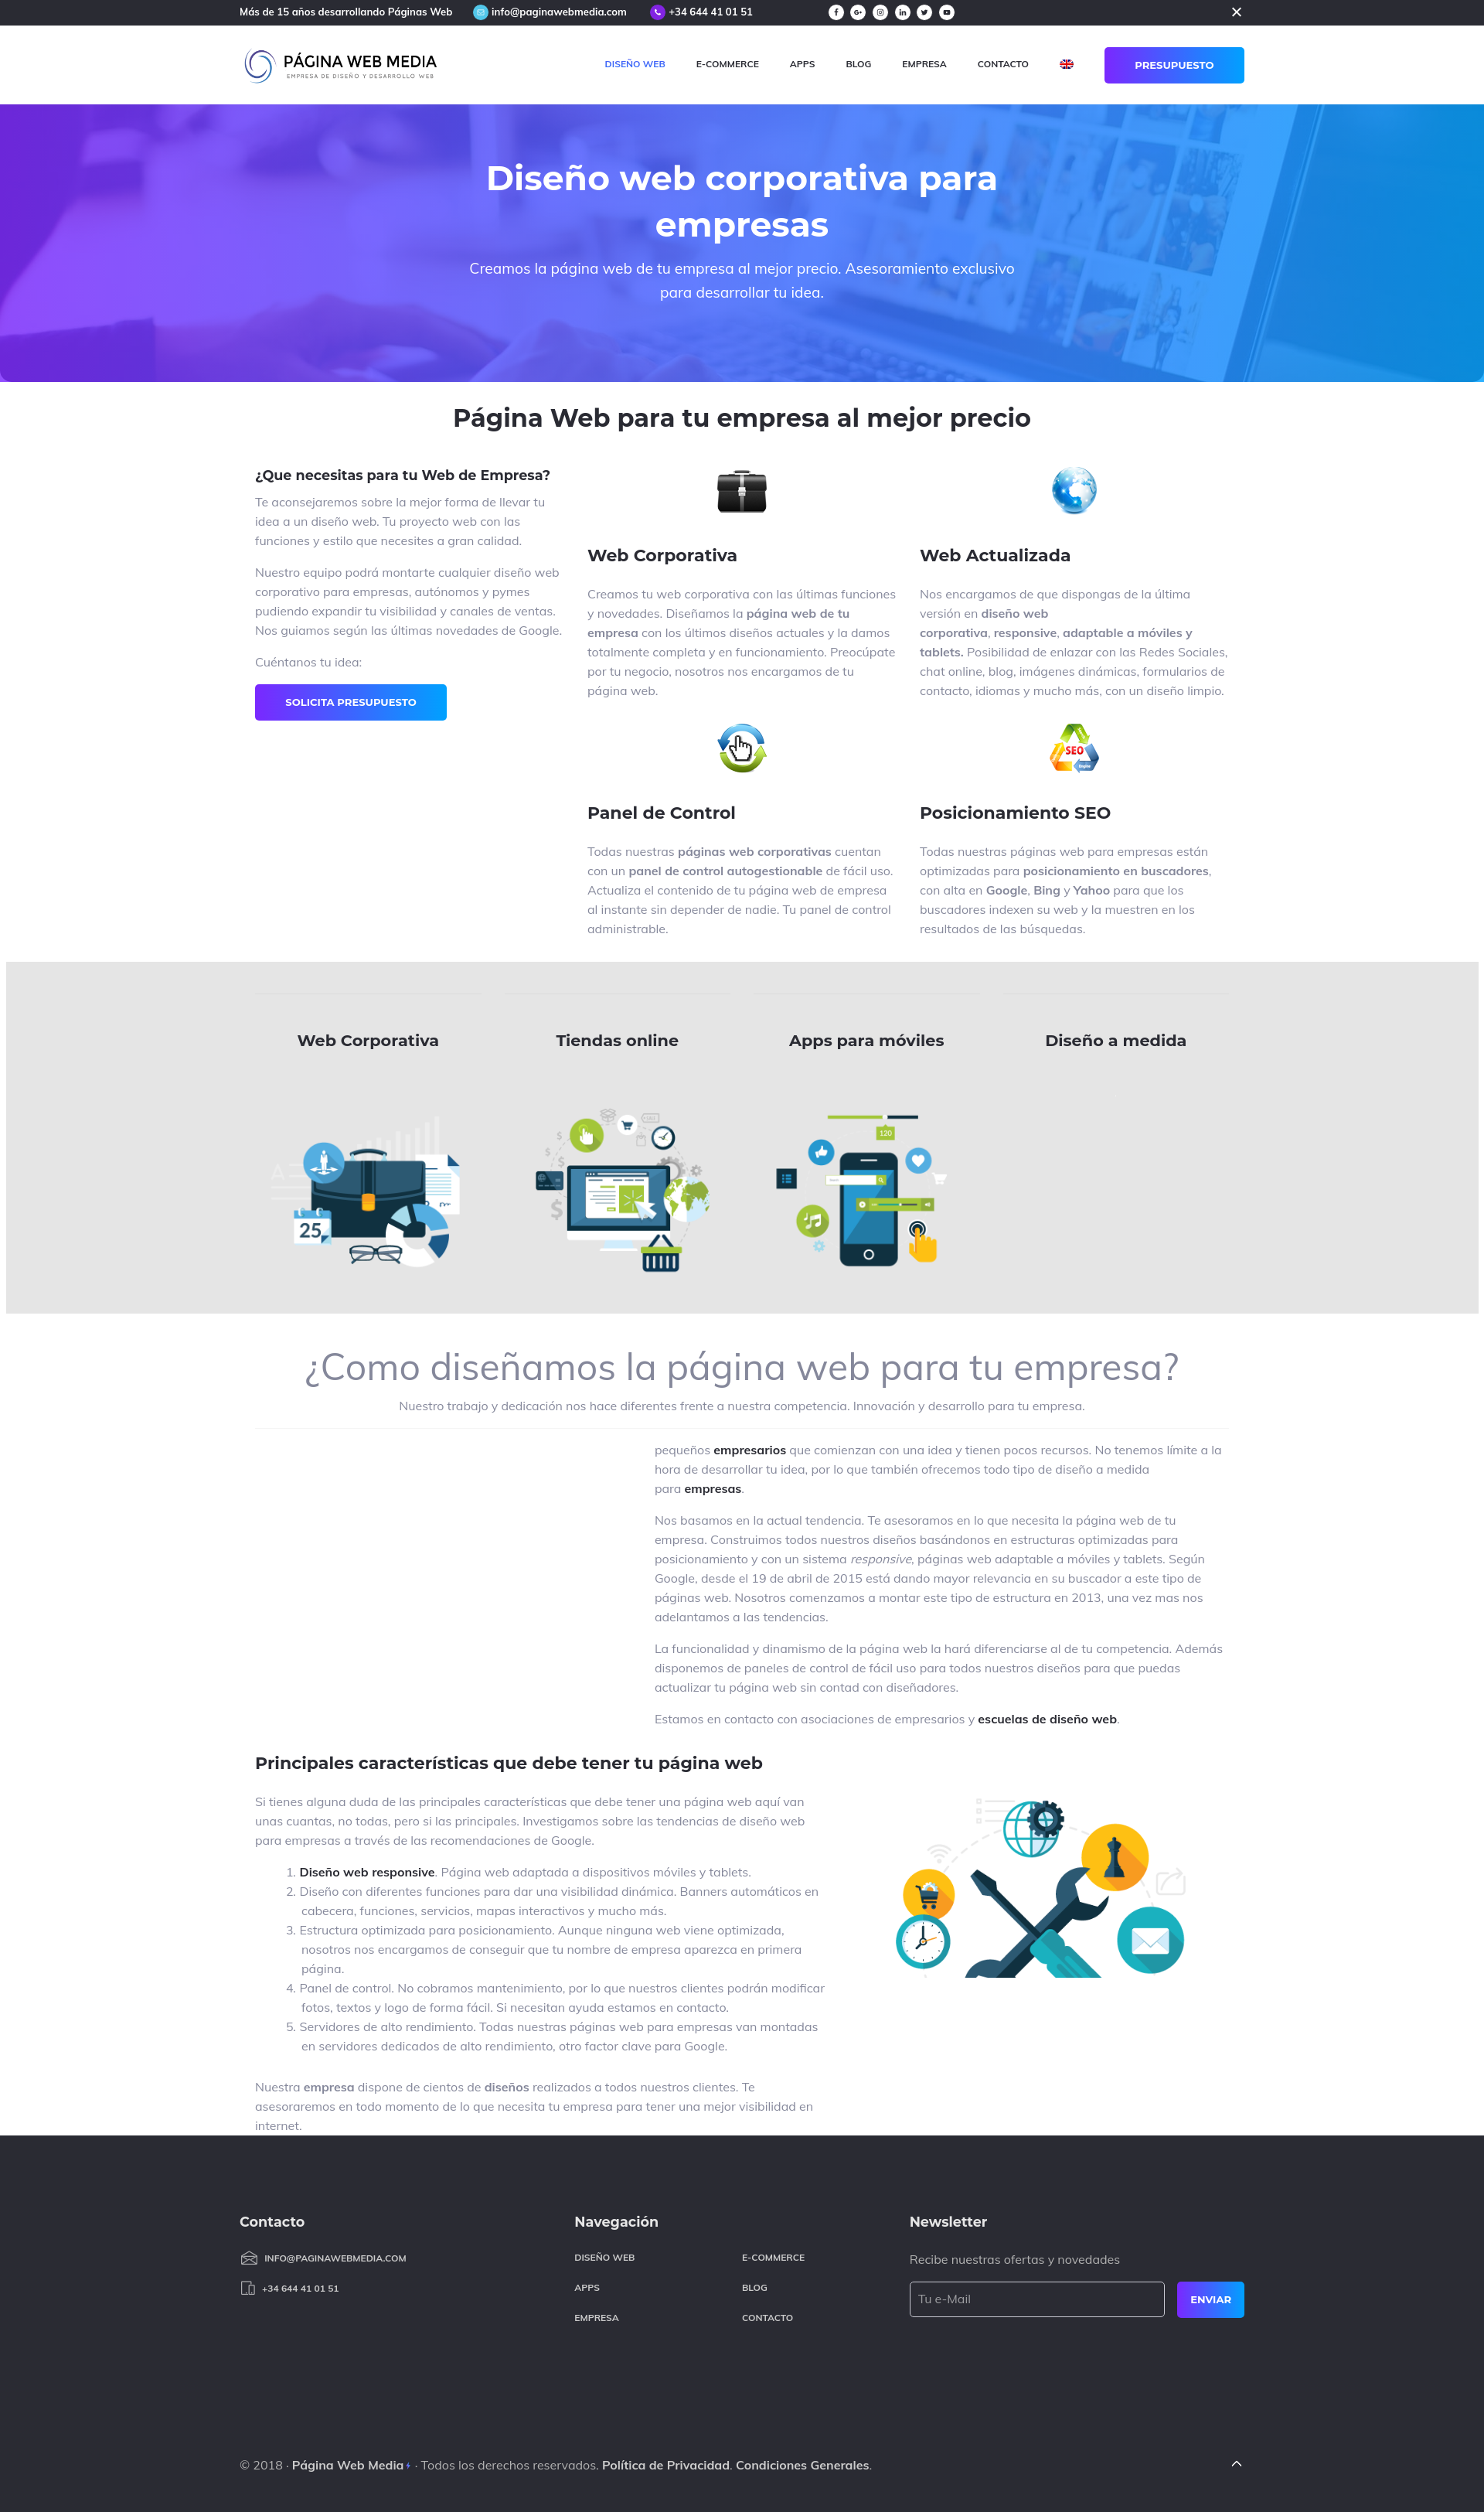 Más de 15 años desarrollando Páginas Web
info@paginawebmedia.com
+34 644 41 01 51
PÁGINA WEB MEDIA
EMPRESA DE DISEÑO Y DESARROLLO WEB
DISEÑO WEB
E-COMMERCE
APPS
BLOG
EMPRESA
CONTACTO
PRESUPUESTO
Diseño web corporativa para
empresas
Creamos la página web de tu empresa al mejor precio. Asesoramiento exclusivo
para desarrollar tu idea.
Página Web para tu empresa al mejor precio
¿Que necesitas para tu Web de Empresa?
Te aconsejaremos sobre la mejor forma de llevar tu
idea a un diseño web. Tu proyecto web con las
funciones y estilo que necesites a gran calidad.
Nuestro equipo podrá montarte cualquier diseño web
corporativo para empresas, autónomos y pymes
pudiendo expandir tu visibilidad y canales de ventas.
Nos guiamos según las últimas novedades de Google.
Cuéntanos tu idea:
SOLICITA PRESUPUESTO
Web Corporativa
Creamos tu web corporativa con las últimas funciones
y novedades. Diseñamos la página web de tu
empresa con los últimos diseños actuales y la damos
totalmente completa y en funcionamiento. Preocúpate
por tu negocio, nosotros nos encargamos de tu
página web.
Web Actualizada
Nos encargamos de que dispongas de la última
versión en diseño web
corporativa, responsive, adaptable a móviles y
tablets. Posibilidad de enlazar con las Redes Sociales,
chat online, blog, imágenes dinámicas, formularios de
contacto, idiomas y mucho más, con un diseño limpio.
Panel de Control
Todas nuestras páginas web corporativas cuentan
con un panel de control autogestionable de fácil uso.
Actualiza el contenido de tu página web de empresa
al instante sin depender de nadie. Tu panel de control
administrable.
SEO
Posicionamiento SEO
Todas nuestras páginas web para empresas están
optimizadas para posicionamiento en buscadores,
con alta en Google, Bing y Yahoo para que los
buscadores indexen su web y la muestren en los
resultados de las búsquedas.
Web Corporativa
Tiendas online
Apps para móviles
Diseño a medida
25
120
¿Como diseñamos la página web para tu empresa?
Nuestro trabajo y dedicación nos hace diferentes frente a nuestra competencia. Innovación y desarrollo para tu empresa.
pequeños empresarios que comienzan con una idea y tienen pocos recursos. No tenemos límite a la
hora de desarrollar tu idea, por lo que también ofrecemos todo tipo de diseño a medida
para empresas.
Nos basamos en la actual tendencia. Te asesoramos en lo que necesita la página web de tu
empresa. Construimos todos nuestros diseños basándonos en estructuras optimizadas para
posicionamiento y con un sistema responsive, páginas web adaptable a móviles y tablets. Según
Google, desde el 19 de abril de 2015 está dando mayor relevancia en su buscador a este tipo de
páginas web. Nosotros comenzamos a montar este tipo de estructura en 2013, una vez mas nos
adelantamos a las tendencias.
La funcionalidad y dinamismo de la página web la hará diferenciarse al de tu competencia. Además
disponemos de paneles de control de fácil uso para todos nuestros diseños para que puedas
actualizar tu página web sin contad con diseñadores.
Estamos en contacto con asociaciones de empresarios y escuelas de diseño web.
Principales características que debe tener tu página web
Si tienes alguna duda de las principales características que debe tener una página web aquí van
unas cuantas, no todas, pero si las principales. Investigamos sobre las tendencias de diseño web
para empresas a través de las recomendaciones de Google.
1. Diseño web responsive. Página web adaptada a dispositivos móviles y tablets.
2. Diseño con diferentes funciones para dar una visibilidad dinámica. Banners automáticos en
cabecera, funciones, servicios, mapas interactivos y mucho más.
3. Estructura optimizada para posicionamiento. Aunque ninguna web viene optimizada,
nosotros nos encargamos de conseguir que tu nombre de empresa aparezca en primera
página.
4. Panel de control. No cobramos mantenimiento, por lo que nuestros clientes podrán modificar
fotos, textos y logo de forma fácil. Si necesitan ayuda estamos en contacto.
5. Servidores de alto rendimiento. Todas nuestras páginas web para empresas van montadas
en servidores dedicados de alto rendimiento, otro factor clave para Google.
Nuestra empresa dispone de cientos de diseños realizados a todos nuestros clientes. Te
asesoraremos en todo momento de lo que necesita tu empresa para tener una mejor visibilidad en
internet.
Contacto
INFO@PAGINAWEBMEDIA.COM
+34 644 41 01 51
Navegación
DISEÑO WEB
E-COMMERCE
APPS
BLOG
EMPRESA
CONTACTO
Newsletter
Recibe nuestras ofertas y novedades
Tu e-Mail
ENVIAR
© 2018 · Página Web Media · Todos los derechos reservados. Política de Privacidad. Condiciones Generales.